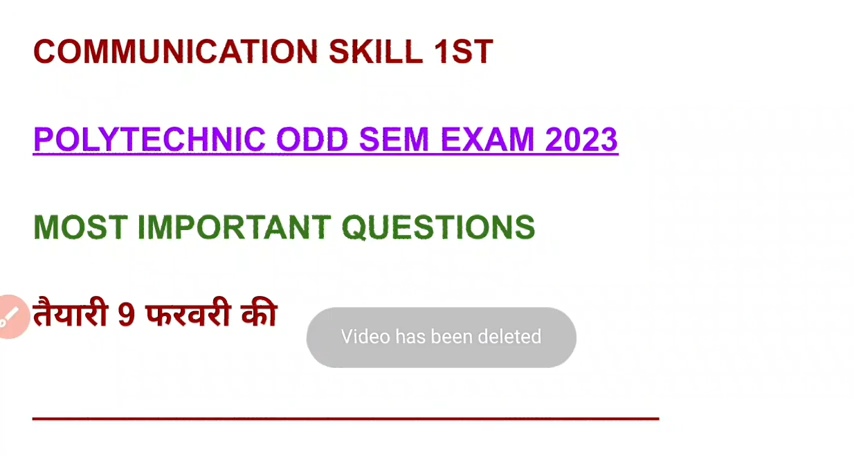 COMMUNICATION SKILL 1ST
POLYTECHNIC ODD SEM EXAM 2023
MOST IMPORTANT QUESTIONS
तैयारी 9 फरवरी की
Video has been deleted